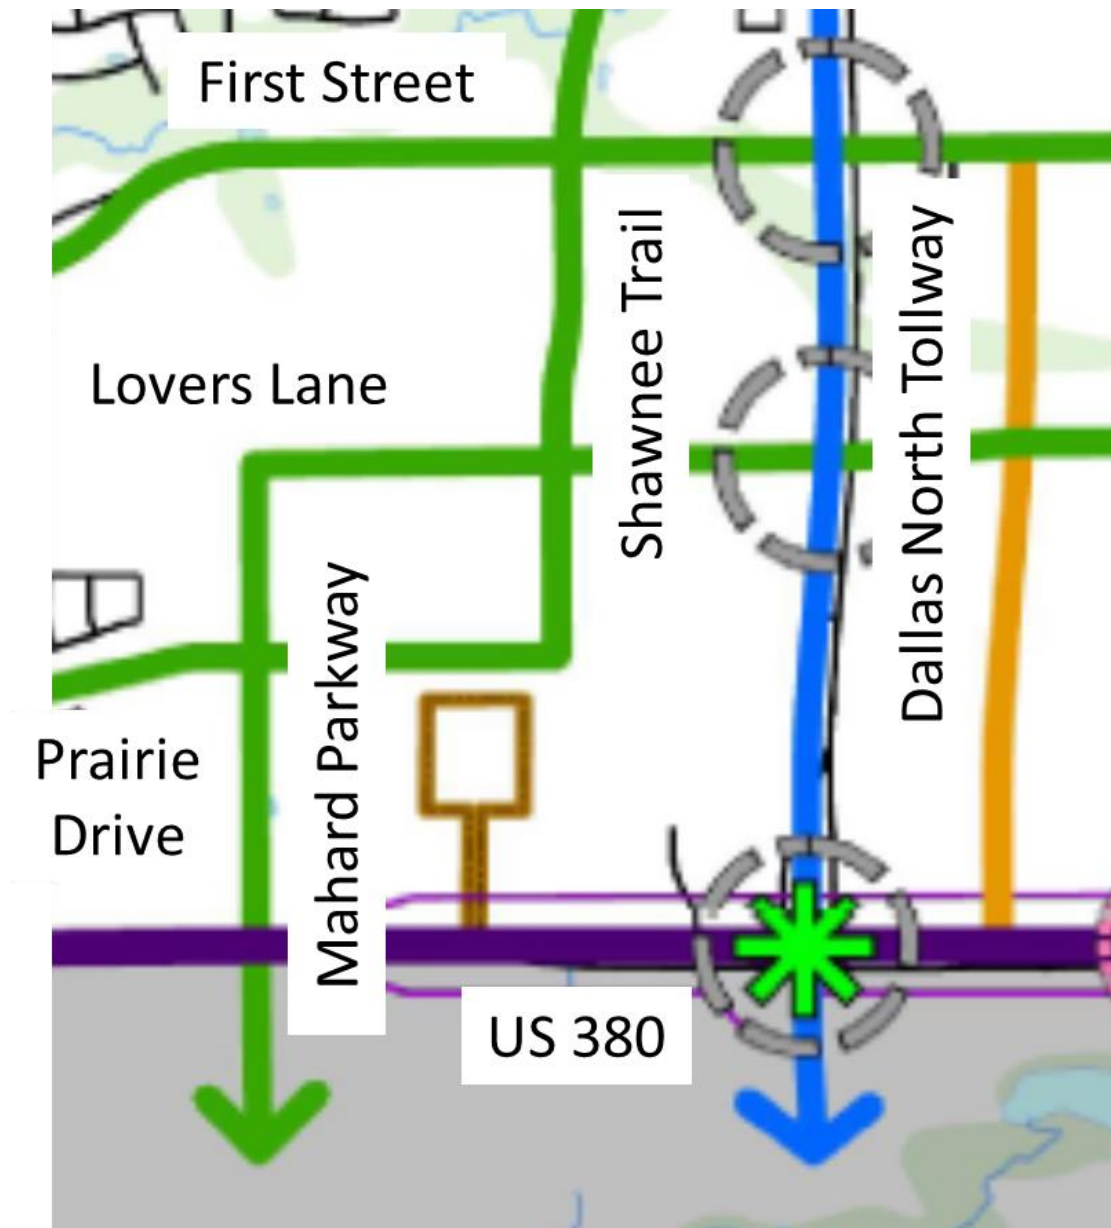 First Street
Shawnee Trail
Dallas North Tollway
Lovers Lane
Mahard Parkway
Prairie
Drive
US 380